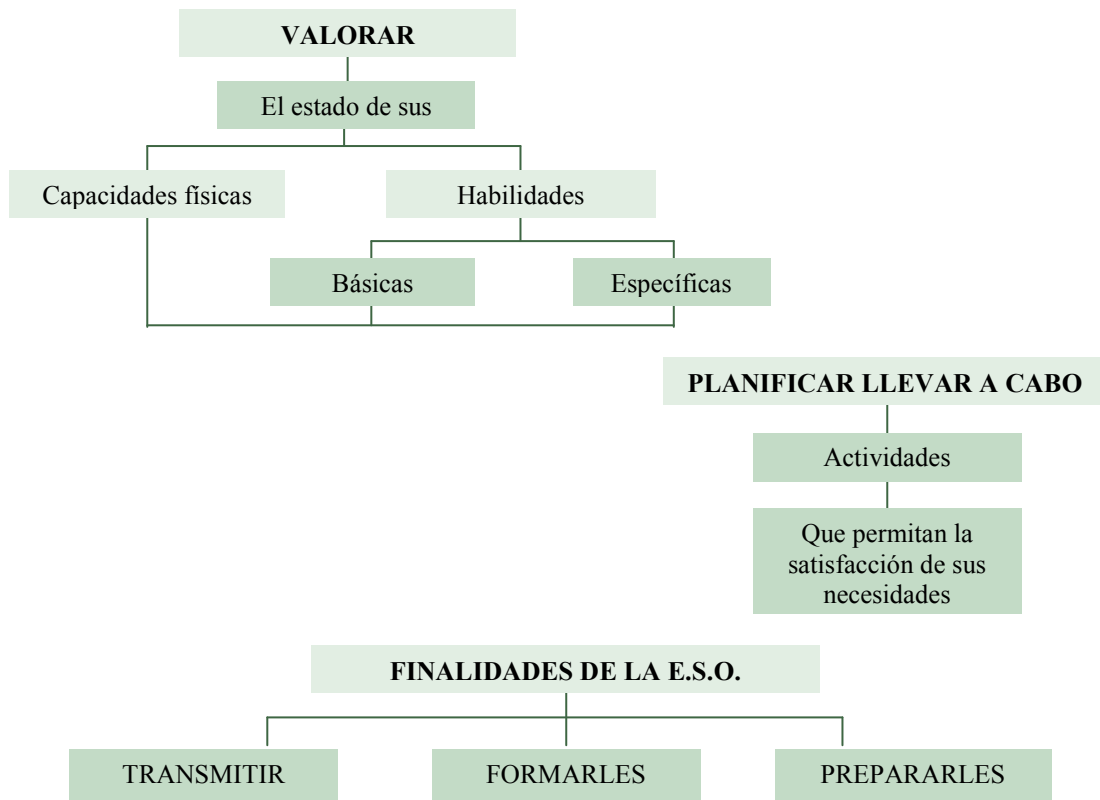 VALORAR
El estado de sus
Capacidades físicas
Habilidades
Básicas
Específicas
PLANIFICAR LLEVAR A CABO
Actividades
Que permitan la
satisfacción de sus
necesidades
FINALIDADES DE LA E.S.O.
TRANSMITIR
FORMARLES
PREPARARLES